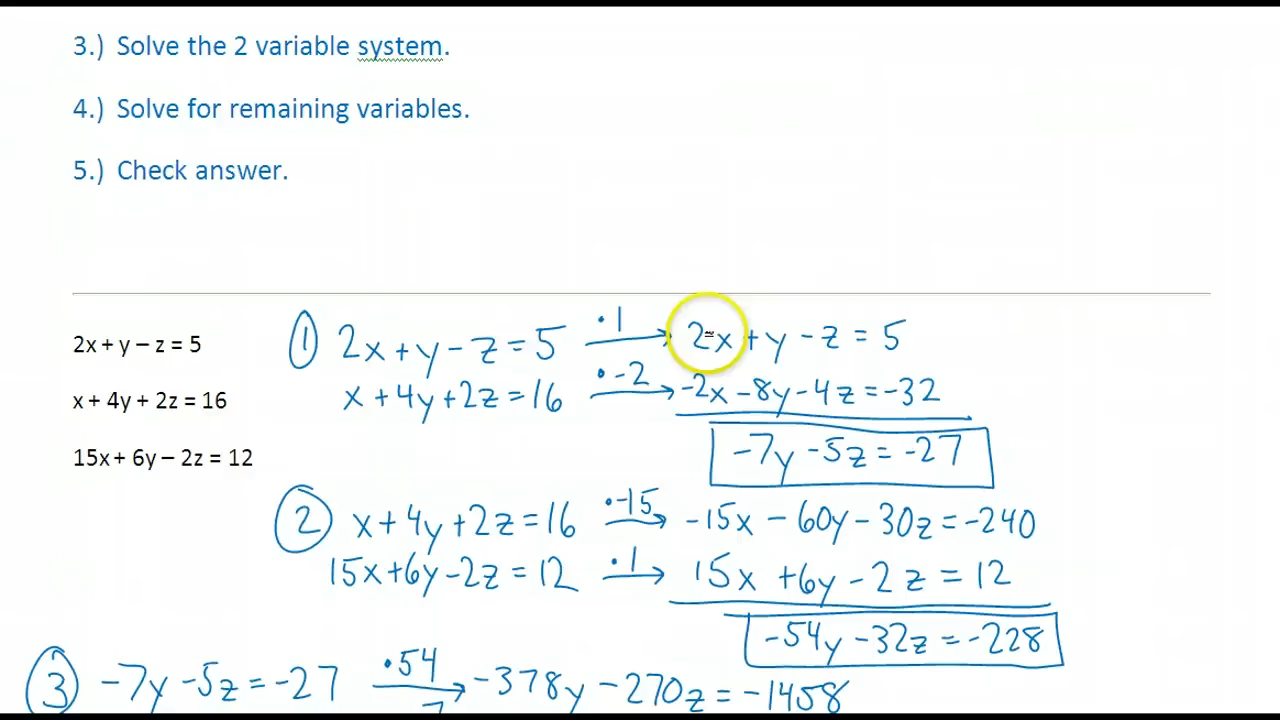 3.) Solve the 2 variable system.
4.) Solve for remaining variables.
5.) Check answer.
2x + y – z = 5
x + 4y + 2z = 16
15x + 6y – 2z = 12
① 2x + y - z = 5 ·1 → 2x + y - z = 5
x + 4y + 2z = 16 ·-2 → -2x - 8y - 4z = -32
-7y - 5z = -27
② x + 4y + 2z = 16 ·-15 → -15x - 60y - 30z = -240
15x + 6y - 2z = 12 ·1 → 15x + 6y - 2z = 12
-54y - 32z = -228
③ -7y - 5z = -27 ·54 → -378y - 270z = -1458